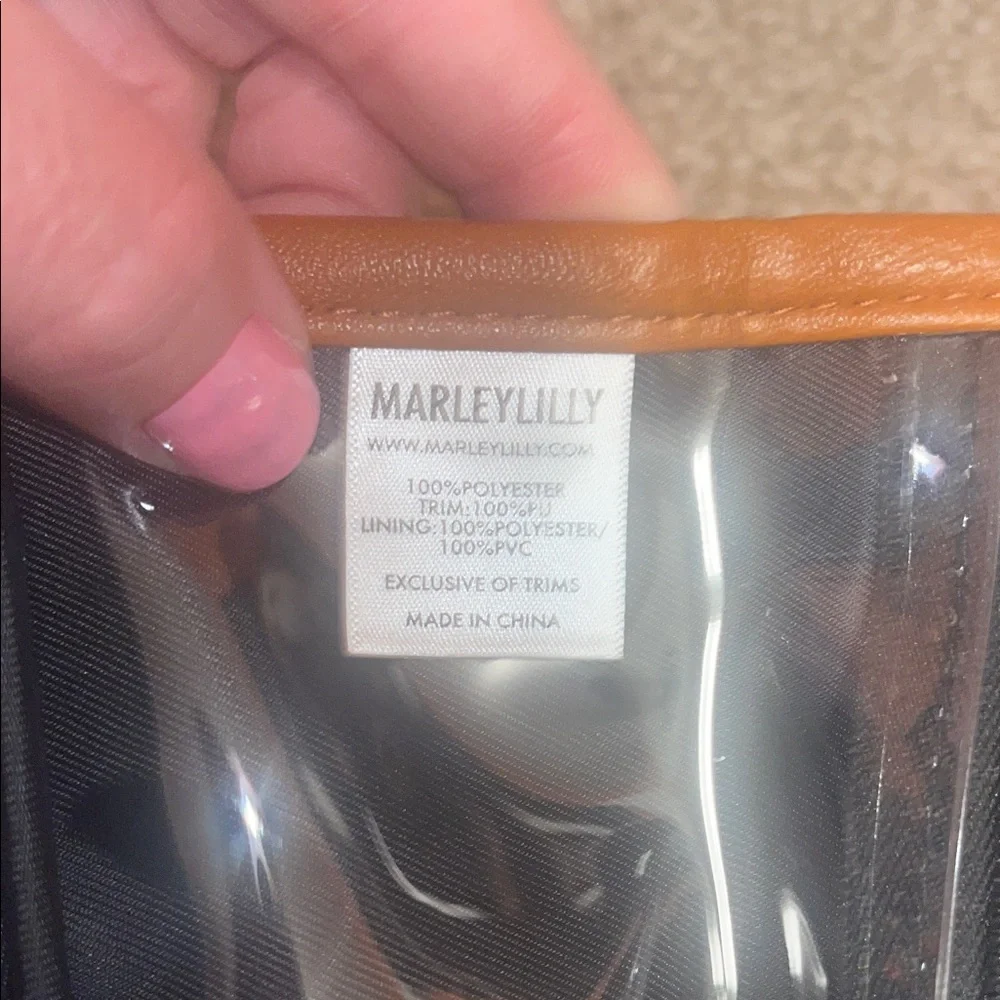 MARLEYLILLY
WWW.MARLEYLILLY.COM
100%POLYESTER
TRIM:100%PU
LINING:100%POLYESTER/
100%PVC
EXCLUSIVE OF TRIMS
MADE IN CHINA